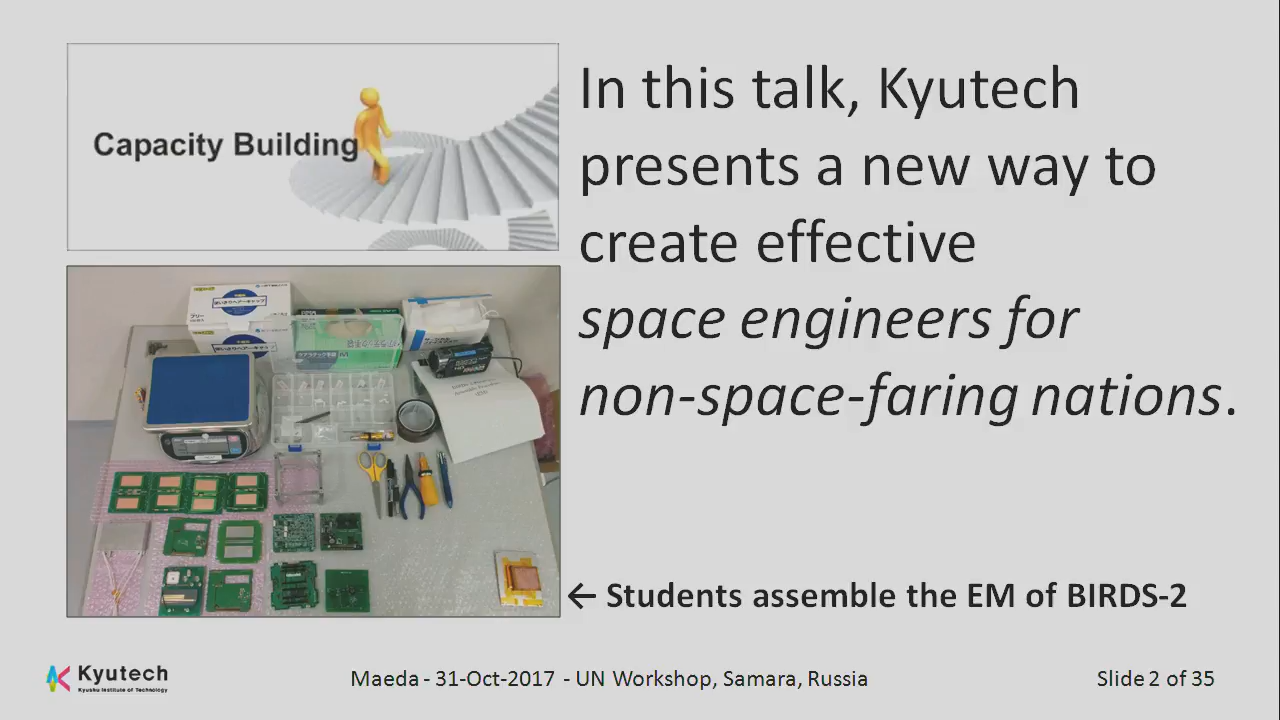 Capacity Building
In this talk, Kyutech
presents a new way to
create effective
space engineers for
non-space-faring nations.
← Students assemble the EM of BIRDS-2
Kyutech
Kyushu Institute of Technology
Maeda - 31-Oct-2017 - UN Workshop, Samara, Russia
Slide 2 of 35